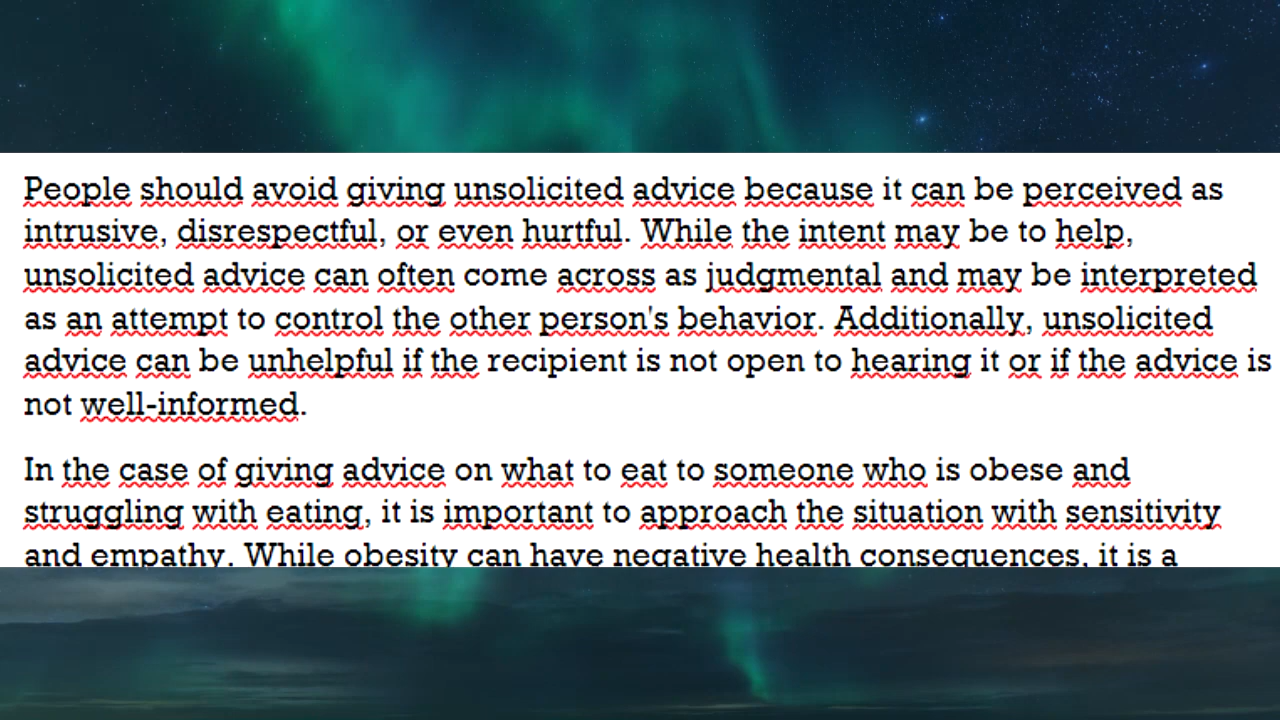 People should avoid giving unsolicited advice because it can be perceived as
intrusive, disrespectful, or even hurtful. While the intent may be to help,
unsolicited advice can often come across as judgmental and may be interpreted
as an attempt to control the other person's behavior. Additionally, unsolicited
advice can be unhelpful if the recipient is not open to hearing it or if the advice is
not well-informed.
In the case of giving advice on what to eat to someone who is obese and
struggling with eating, it is important to approach the situation with sensitivity
and empathy. While obesity can have negative health consequences, it is a